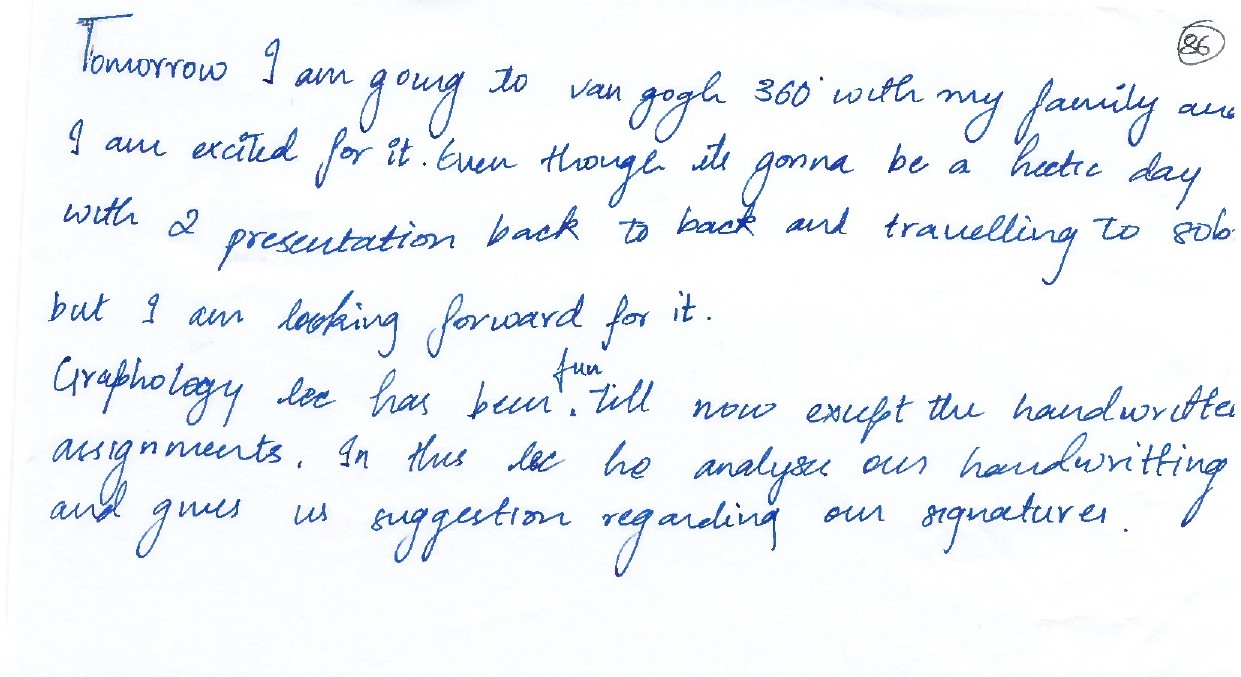 86
Tomorrow I am going to van gogh 360° with my family and
I am excited for it. Even though its gonna be a hectic day
with 2 presentation back to back and travelling to sobo
but I am looking forward for it.
fun
Graphology lec has been . Till now except the handwritten
assignments. In this lec he analyse our handwritting
and gives us suggestion regarding our signatures.